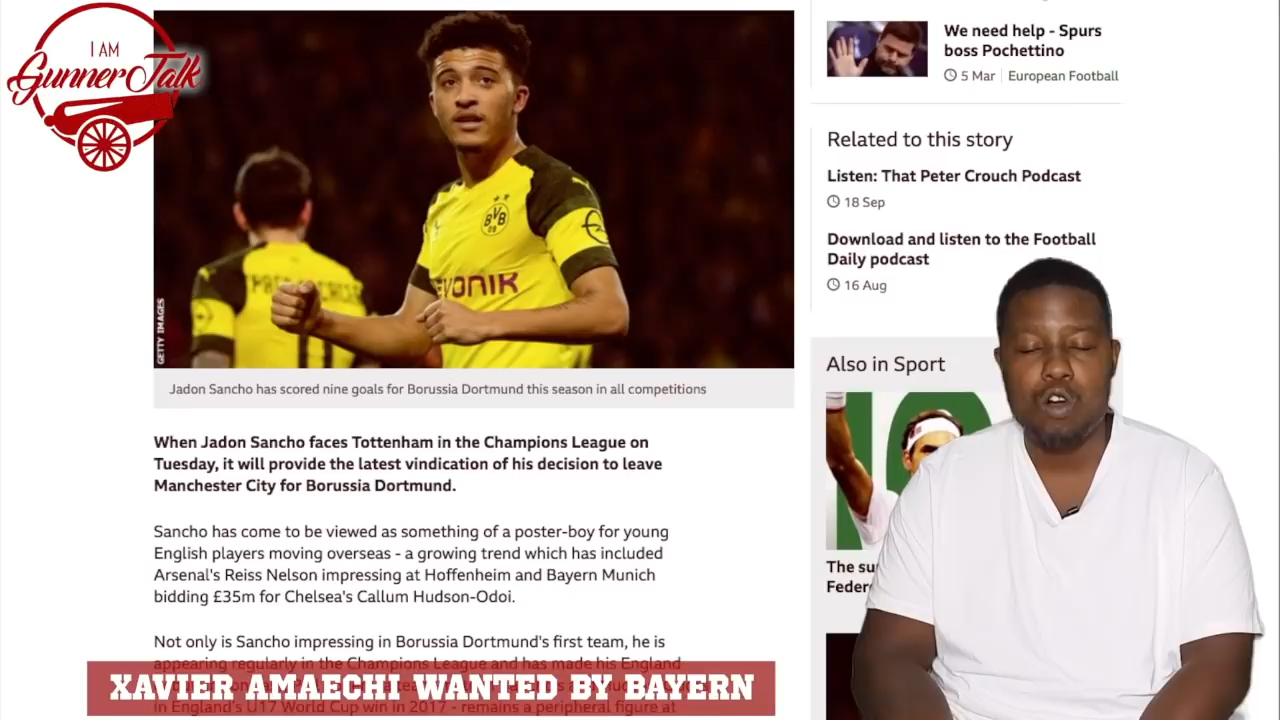 I AM
GunnerTalk
BVB
09
EVONIK
11
GETTY IMAGES
Jadon Sancho has scored nine goals for Borussia Dortmund this season in all competitions
When Jadon Sancho faces Tottenham in the Champions League on
Tuesday, it will provide the latest vindication of his decision to leave
Manchester City for Borussia Dortmund.
Sancho has come to be viewed as something of a poster-boy for young
English players moving overseas - a growing trend which has included
Arsenal's Reiss Nelson impressing at Hoffenheim and Bayern Munich
bidding £35m for Chelsea's Callum Hudson-Odoi.
Not only is Sancho impressing in Borussia Dortmund's first team, he is
appearing regularly in the Champions League and has made his England
in England's U17 World Cup win in 2017 - remains a peripheral figure at
XAVIER AMAECHI WANTED BY BAYERN
We need help - Spurs
boss Pochettino
5 Mar
European Football
Related to this story
Listen: That Peter Crouch Podcast
18 Sep
Download and listen to the Football
Daily podcast
16 Aug
Also in Sport
10
The
Feder